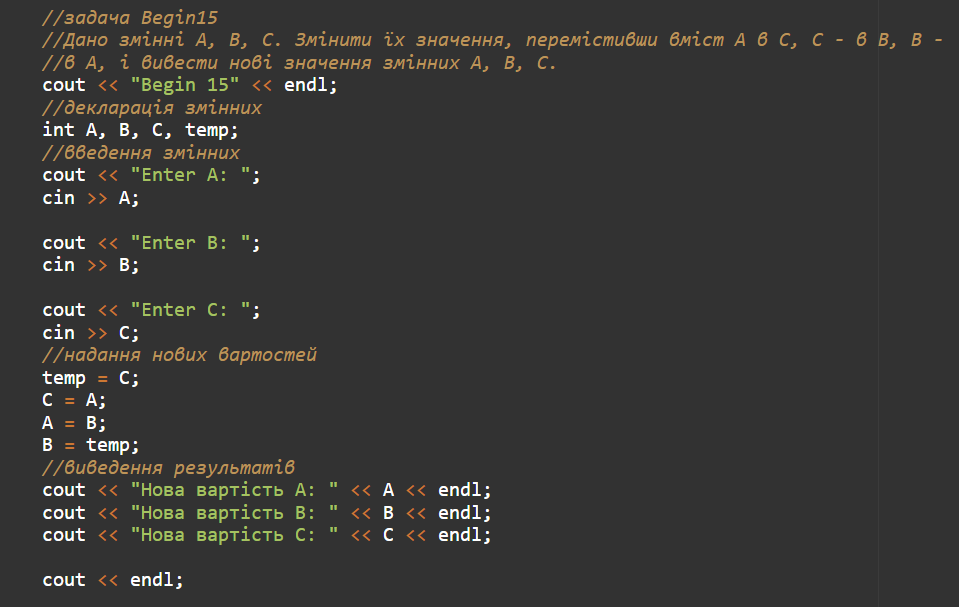 //задача Begin15
//Дано змінні A, B, C. Змінити їх значення, перемістивши вміст A в C, C - в B, B -
//в A, і вивести нові значення змінних A, B, C.
cout << "Begin 15" << endl;
//декларація змінних
int A, B, C, temp;
//введення змінних
cout << "Enter A: ";
cin >> A;
cout << "Enter B: ";
cin >> B;
cout << "Enter C: ";
cin >> C;
//надання нових вартостей
temp = C;
C = A;
A = B;
B = temp;
//виведення результатів
cout << "Нова вартість A: " << A << endl;
cout << "Нова вартість B: " << B << endl;
cout << "Нова вартість C: " << C << endl;
cout << endl;